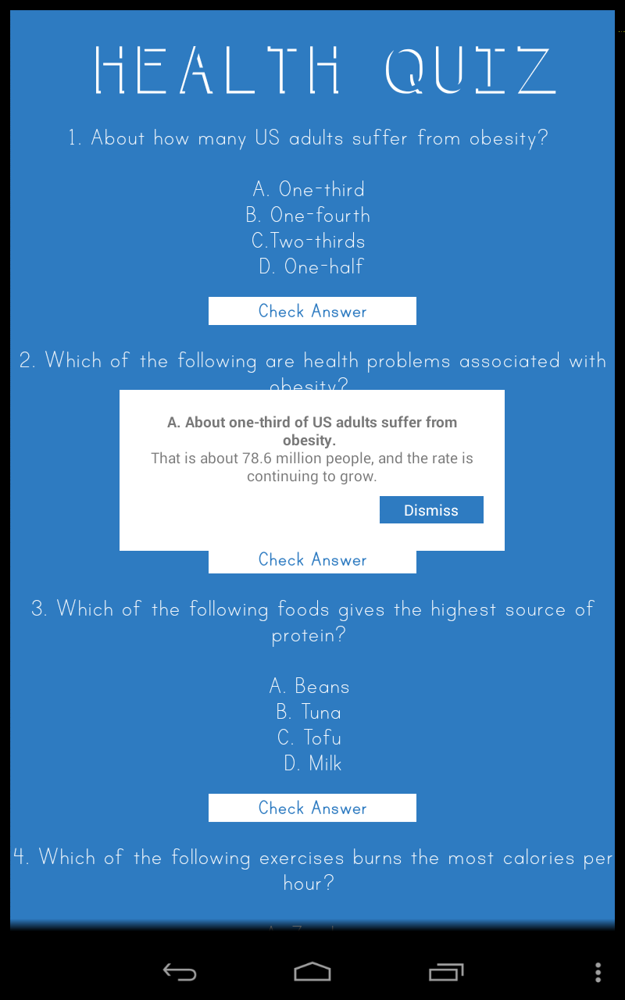 HEALTH QUIZ
1. About how many US adults suffer from obesity?
A. One-third
B. One-fourth
C.Two-thirds
D. One-half
Check Answer
2. Which of the following are health problems associated with
obesity?
A. About one-third of US adults suffer from
obesity.
That is about 78.6 million people, and the rate is
continuing to grow.
Dismiss
Check Answer
3. Which of the following foods gives the highest source of
protein?
A. Beans
B. Tuna
C. Tofu
D. Milk
Check Answer
4. Which of the following exercises burns the most calories per
hour?